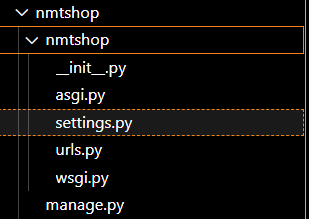 nmtshop
nmtshop
__init__.py
asgi.py
settings.py
urls.py
wsgi.py
manage.py